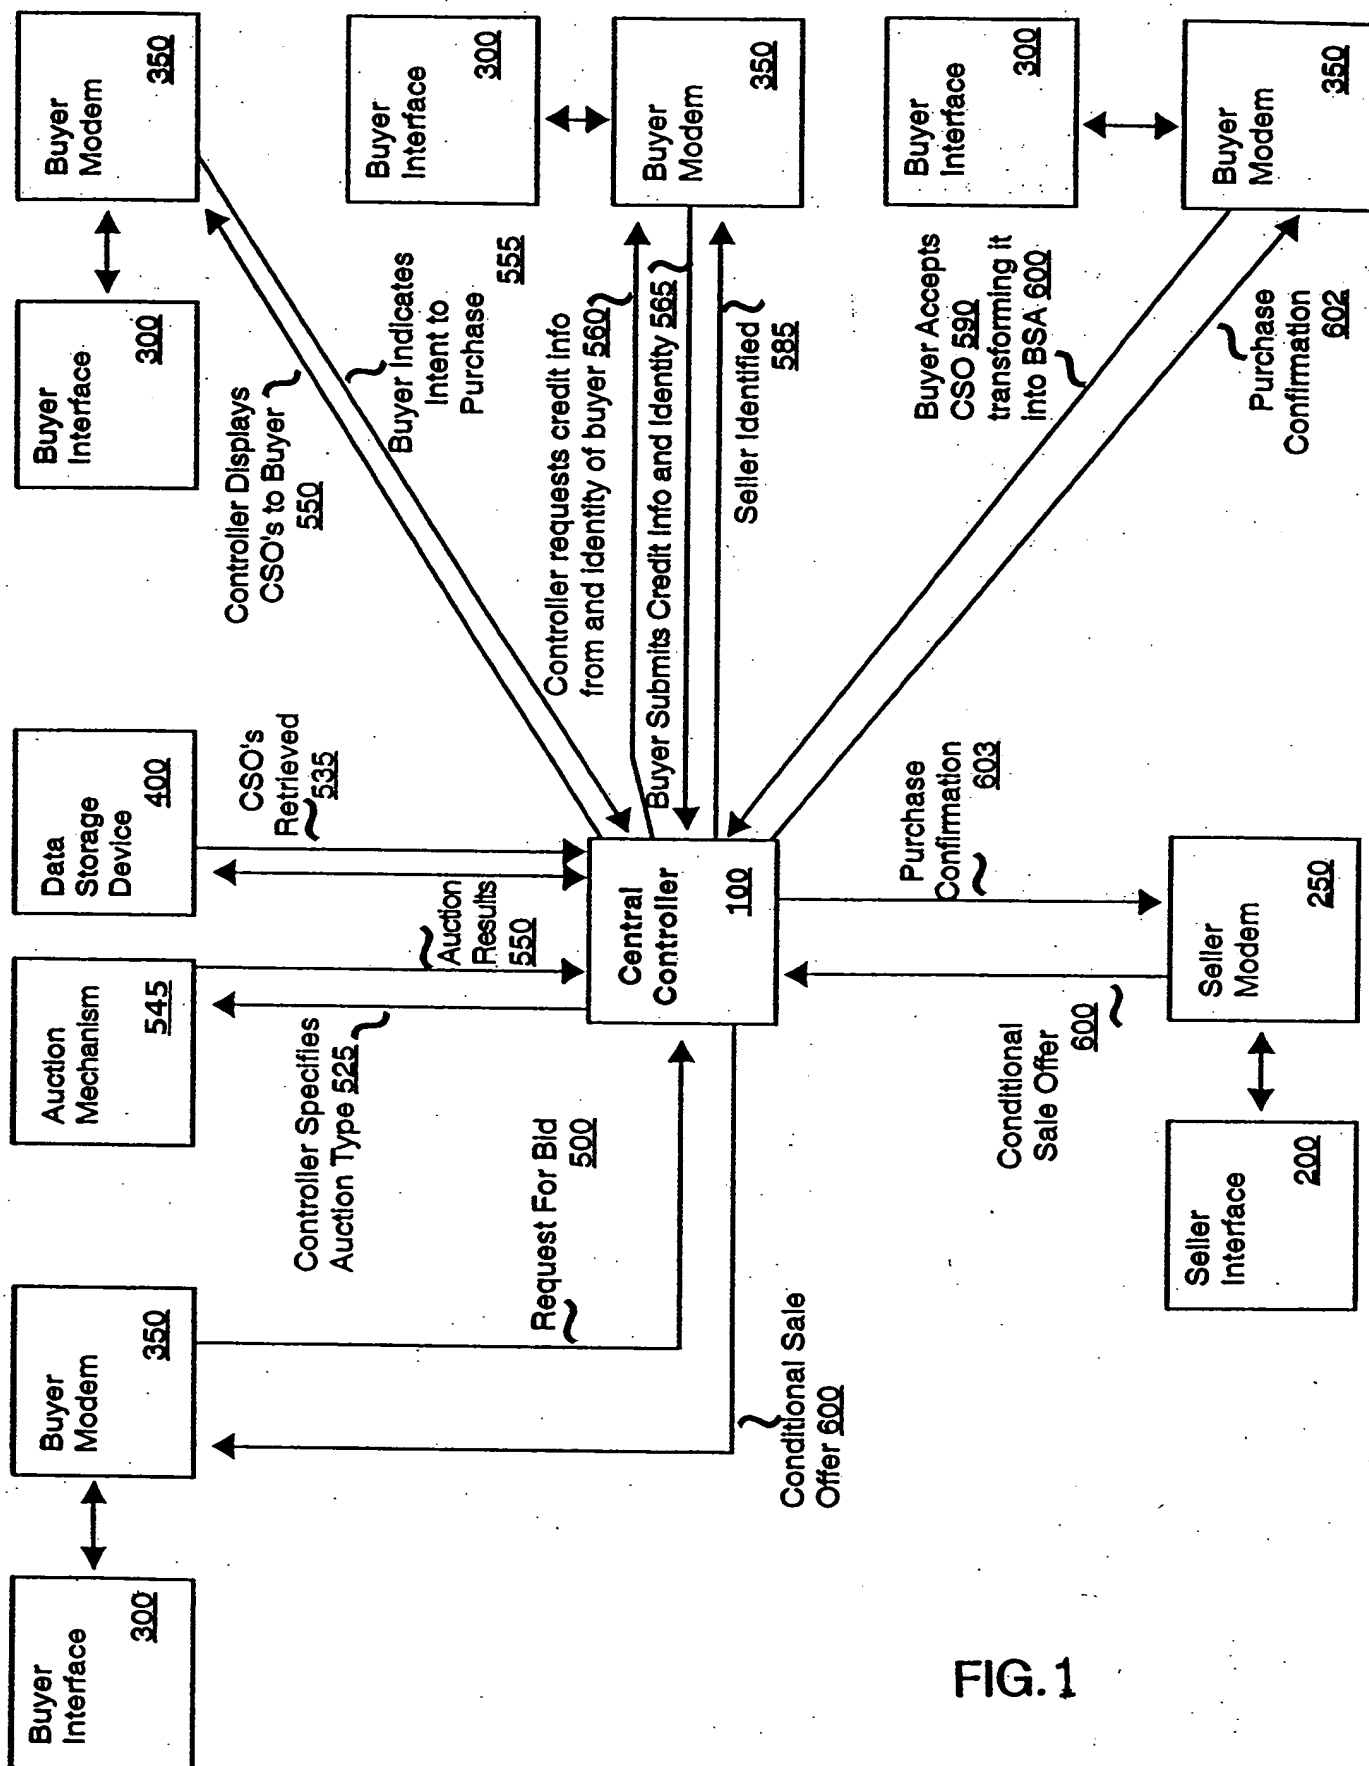 Buyer
Interface
300
Buyer
Modem
350
Auction
Mechanism
545
Data
Storage
Device
400
Buyer
Interface
300
Buyer
Modem
350
Controller Specifies
Auction Type 525
Auction
Results
550
CSO's
Retrieved
535
Controller Displays
CSO's to Buyer
550
Buyer Indicates
Intent to
Purchase
555
Request For Bid
500
Conditional Sale
Offer 600
Central
Controller
100
Controller requests credit Info
from and identity of buyer 560
Buyer Submits Credit Info and Identity 565
Seller Identified
585
Buyer
Interface
300
Buyer
Modem
350
Conditional
Sale Offer
600
Purchase
Confirmation
603
Buyer Accepts
CSO 590
transforming it
into BSA 600
Purchase
Confirmation
602
Buyer
Interface
300
Buyer
Modem
350
Seller
Interface
200
Seller
Modem
250
FIG. 1